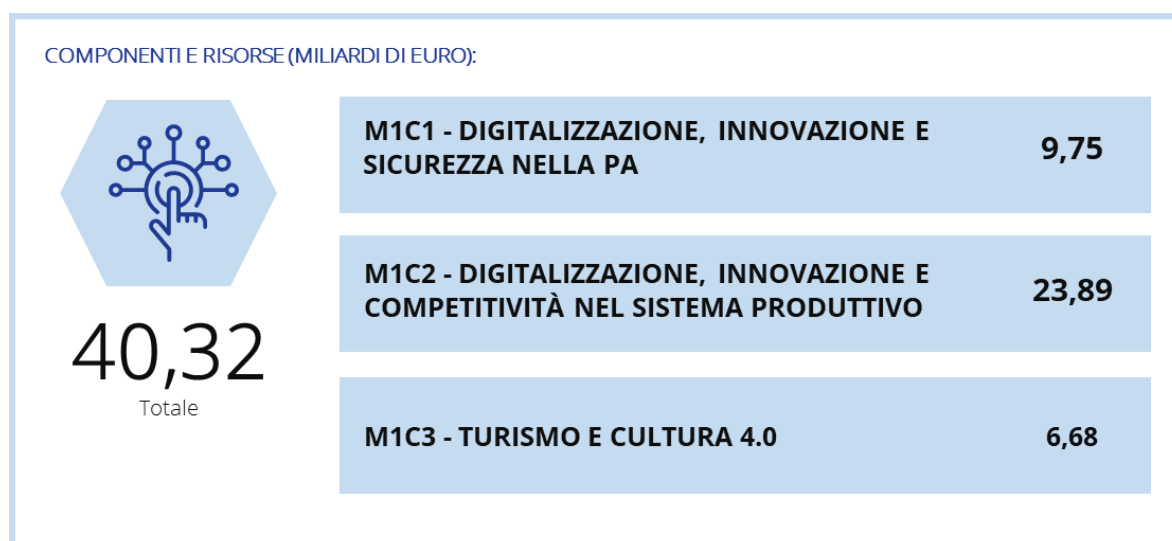 COMPONENTI E RISORSE (MILIARDI DI EURO):
M1C1 - DIGITALIZZAZIONE, INNOVAZIONE E
SICUREZZA NELLA PA
9,75
M1C2 - DIGITALIZZAZIONE, INNOVAZIONE E
COMPETITIVITÀ NEL SISTEMA PRODUTTIVO
23,89
40,32
Totale
M1C3 - TURISMO E CULTURA 4.0
6,68